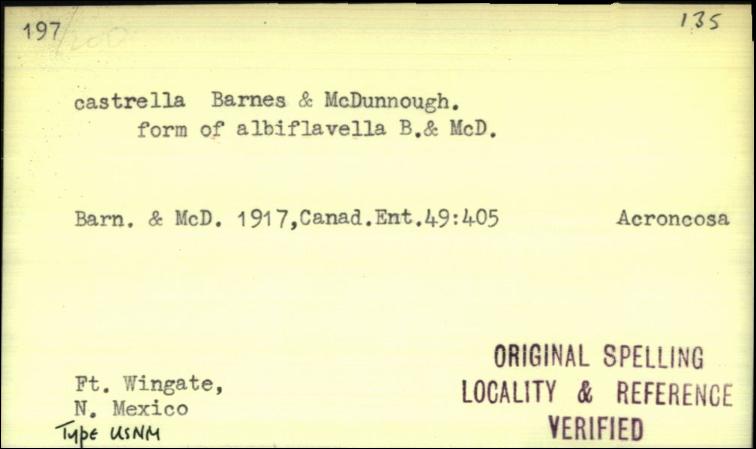 197/200
135
castrella Barnes & McDunnough.
form of albiflavella B.& McD.
Barn. & McD. 1917,Canad.Ent.49:405 Acroncosa
Ft. Wingate,
N. Mexico
Type USNM
ORIGINAL SPELLING
LOCALITY & REFERENCE
VERIFIED